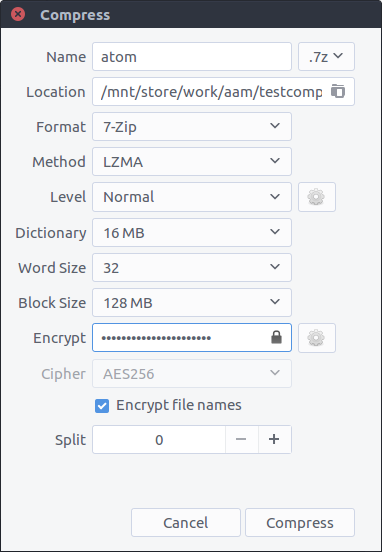 Compress
Name atom .7z
Location /mnt/store/work/aam/testcomp
Format 7-Zip
Method LZMA
Level Normal
Dictionary 16 MB
Word Size 32
Block Size 128 MB
Encrypt ••••••••••••••••••••••
Cipher AES256
Encrypt file names
Split 0 − +
Cancel Compress